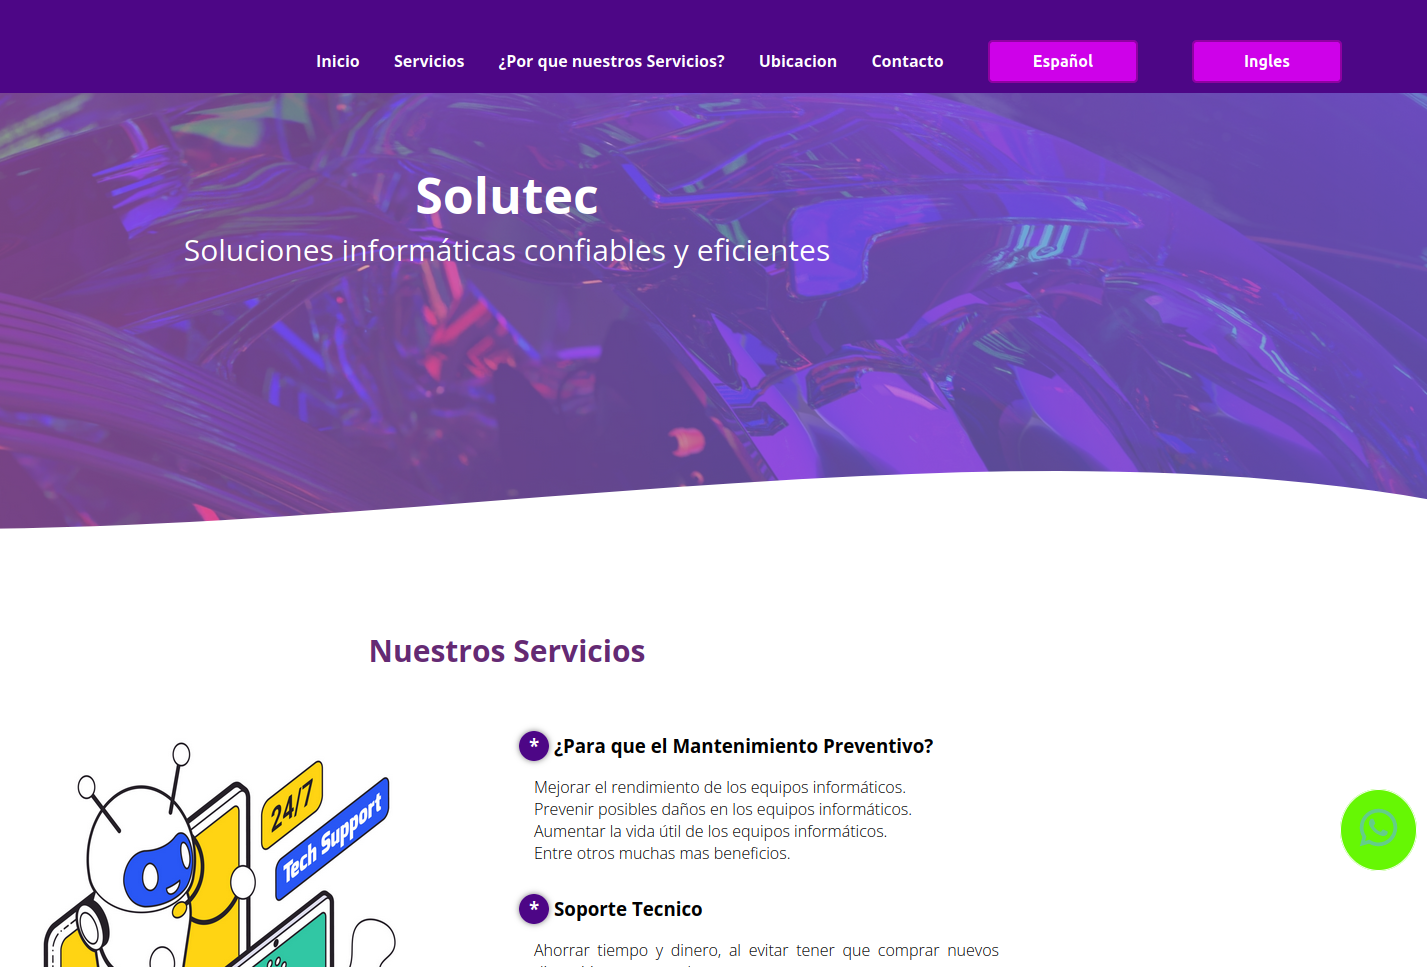 Inicio Servicios ¿Por que nuestros Servicios? Ubicacion Contacto Español Ingles
Solutec
Soluciones informáticas confiables y eficientes
Nuestros Servicios
* ¿Para que el Mantenimiento Preventivo?
Mejorar el rendimiento de los equipos informáticos.
Prevenir posibles daños en los equipos informáticos.
Aumentar la vida útil de los equipos informáticos.
Entre otros muchas mas beneficios.
24/7
Tech Support
* Soporte Tecnico
Ahorrar tiempo y dinero, al evitar tener que comprar nuevos